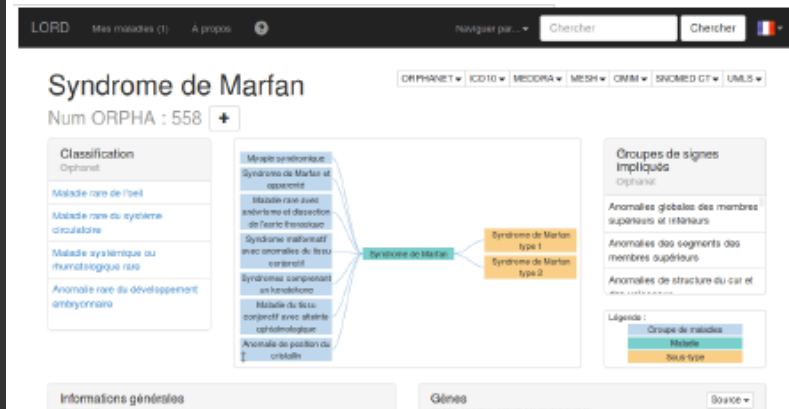 LORD Mes maladies (1) A propos ? Naviguer par... Chercher Chercher
Syndrome de Marfan
ORPHANET ICD10 MEDDRA MESH OMIM SNOMED CT UMLS
Num ORPHA : 558 +
Classification
Orphanet
Maladie rare de l'oeil
Maladie rare du système
circulatoire
Maladie systémique ou
rhumatologique rare
Anomalie rare du développement
embryonnaire
Myopie syndromique
Syndrome de Marfan et
apparenté
Maladie rare avec
anévrisme et dissection
de l'aorte thoracique
Syndrome malformatif
avec anomalies du tissu
conjonctif
Syndromes comprenant
un
Maladie du tissu
conjonctif avec atteinte
ophtalmologique
Anomalie de position du
cristallin
Syndrome de Marfan
Syndrome de Marfan
type 1
Syndrome de Marfan
type 2
Groupes de signes
impliqués
Orphanet
Anomalies globales des membres
supérieurs et inférieurs
Anomalies des segments des
membres supérieurs
Anomalies de structure du cur et
Légende :
Groupe de maladies
Maladie
Sous-type
Informations générales
Gènes
Source